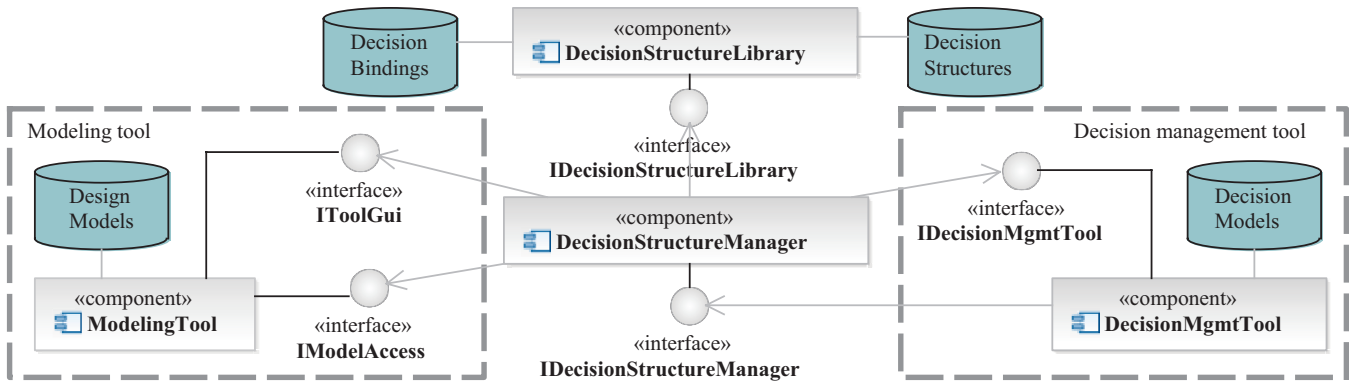 Decision
Bindings
«component»
DecisionStructureLibrary
Decision
Structures
«interface»
IDecisionStructureLibrary
Modeling tool
Design
Models
«interface»
IToolGui
«component»
ModelingTool
«interface»
IModelAccess
«component»
DecisionStructureManager
«interface»
IDecisionStructureManager
Decision management tool
«interface»
IDecisionMgmtTool
Decision
Models
«component»
DecisionMgmtTool